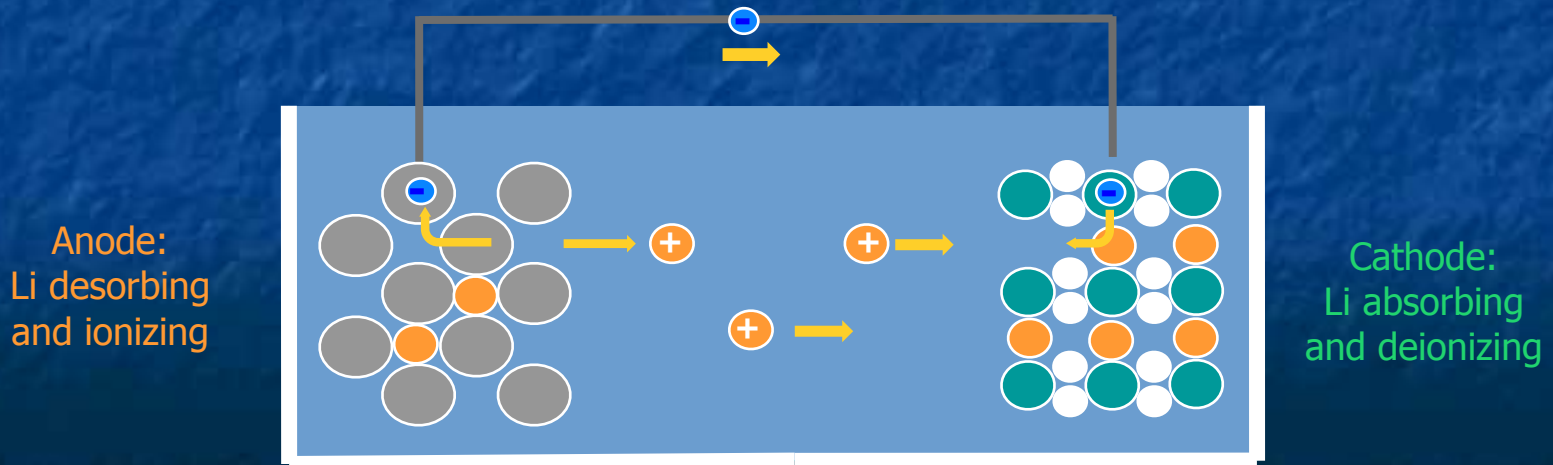 -
Anode:
Li desorbing
and ionizing
-
+
+
-
+
Cathode:
Li absorbing
and deionizing